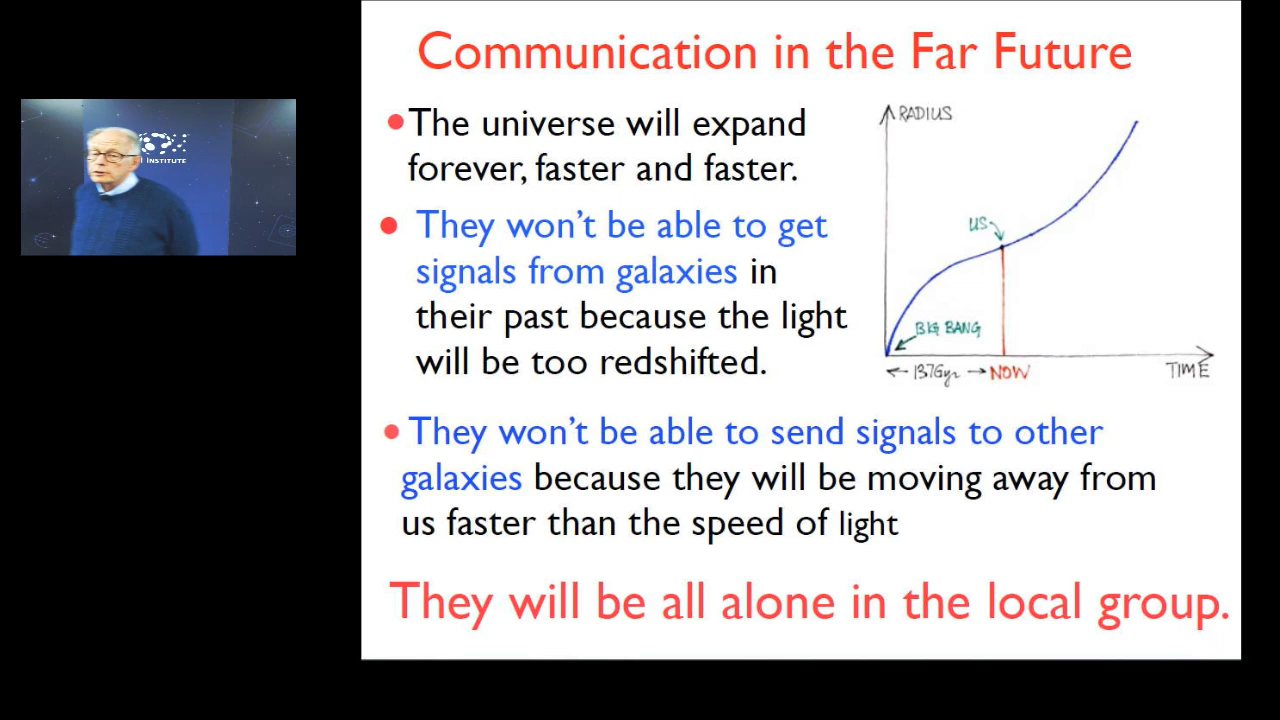 Communication in the Far Future
•The universe will expand
forever, faster and faster.
• They won't be able to get
signals from galaxies in
their past because the light
will be too redshifted.
RADIUS
US
BIG BANG
13.7Gyr
NOW
TIME
•They won't be able to send signals to other
galaxies because they will be moving away from
us faster than the speed of light
They will be all alone in the local group.
INSTITUTE